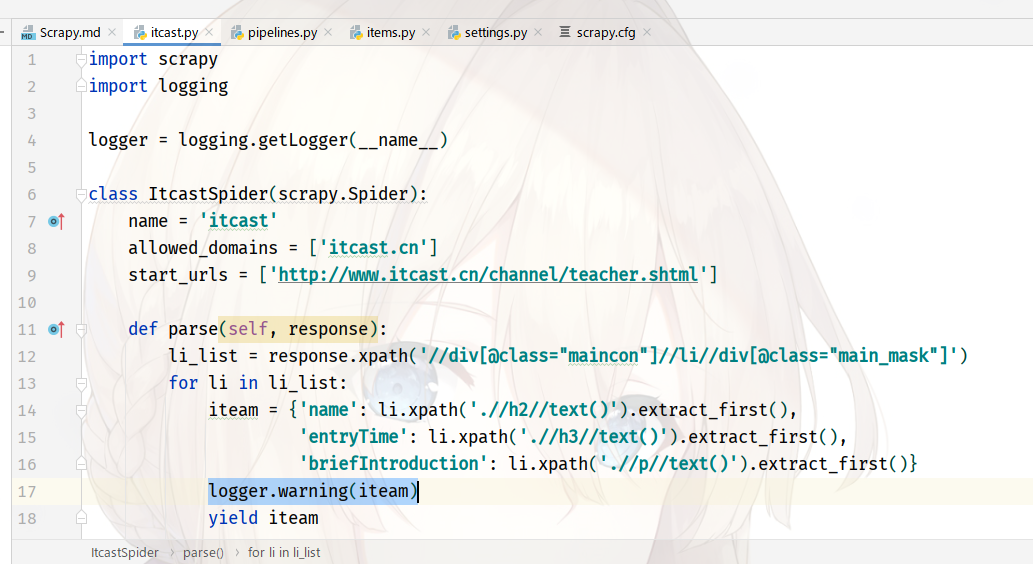 Scrapy.md itcast.py pipelines.py items.py settings.py scrapy.cfg
1 import scrapy
2 import logging
3
4 logger = logging.getLogger(__name__)
5
6 class ItcastSpider(scrapy.Spider):
7 name = 'itcast'
8 allowed_domains = ['itcast.cn']
9 start_urls = ['http://www.itcast.cn/channel/teacher.shtml']
10
11 def parse(self, response):
12 li_list = response.xpath('//div[@class="maincon"]//li//div[@class="main_mask"]')
13 for li in li_list:
14 iteam = {'name': li.xpath('.//h2//text()').extract_first(),
15 'entryTime': li.xpath('.//h3//text()').extract_first(),
16 'briefIntroduction': li.xpath('.//p//text()').extract_first()}
17 logger.warning(iteam)
18 yield iteam
ItcastSpider › parse() › for li in li_list